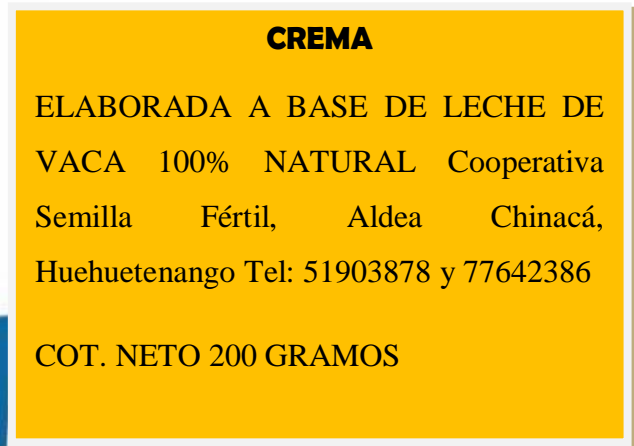 CREMA
ELABORADA A BASE DE LECHE DE
VACA 100% NATURAL Cooperativa
Semilla Fértil, Aldea Chinacá,
Huehuetenango Tel: 51903878 y 77642386
COT. NETO 200 GRAMOS